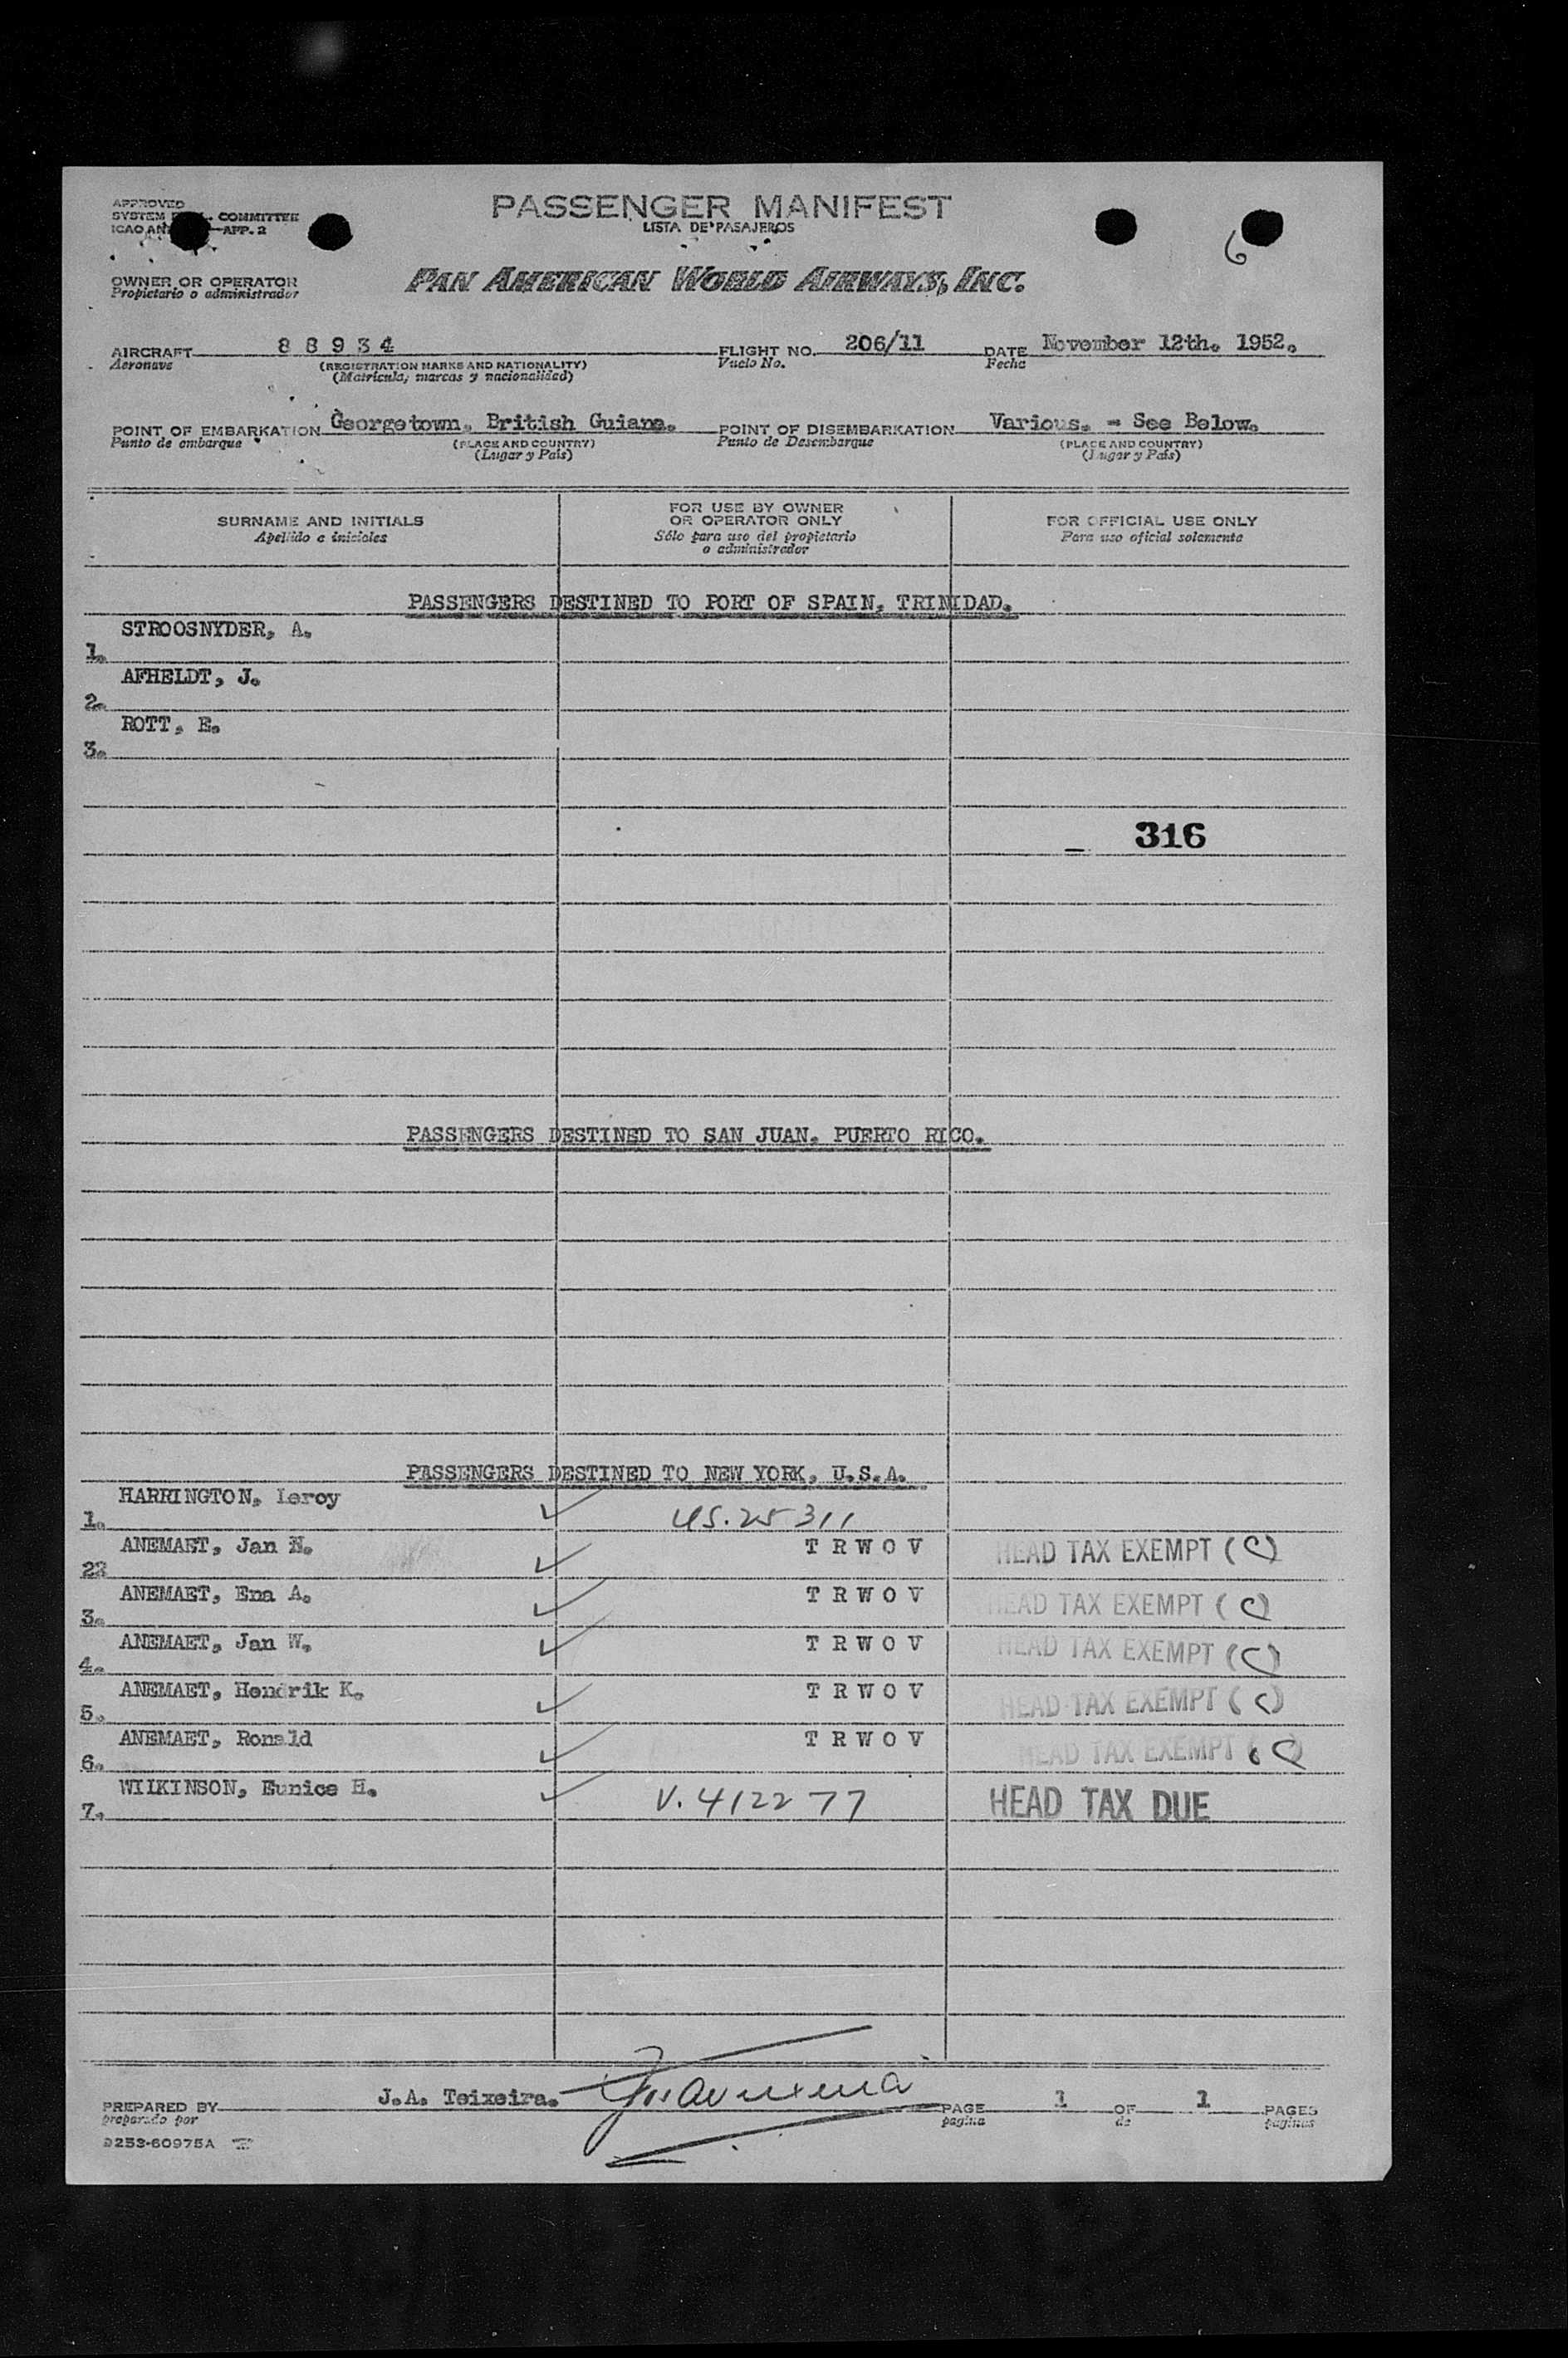 APPROVED
SYSTEM COMMITTEE
ICAO AN APP. 2
PASSENGER MANIFEST
LISTA DE PASAJEROS
6
OWNER OR OPERATOR
Propietario o administrador
PAN AMERICAN WORLD AIRWAYS, INC.
AIRCRAFT 88934 FLIGHT NO. 206/11 DATE November 12th. 1952.
Aeronave (REGISTRATION MARKS AND NATIONALITY) Vuelo No. Fecha
(Matricula, marcas y nacionalidad)
POINT OF EMBARKATION Georgetown. British Guiana. POINT OF DISEMBARKATION Various. - See Below.
Punto de embarque (PLACE AND COUNTRY) Punto de Desembarque (PLACE AND COUNTRY)
(Lugar y País) (Lugar y País)
SURNAME AND INITIALS
Apellido e iniciales
FOR USE BY OWNER
OR OPERATOR ONLY
Sólo para uso del propietario
o administrador
FOR OFFICIAL USE ONLY
Para uso oficial solamente
PASSENGERS DESTINED TO PORT OF SPAIN, TRINIDAD.
1. STROOSNYDER, A.
2. AFHELDT, J.
3. ROTT, E.
316
PASSENGERS DESTINED TO SAN JUAN. PUERTO RICO.
PASSENGERS DESTINED TO NEW YORK, U.S.A.
1. HARRINGTON, Leroy ✓ US.25311
22 ANEMAET, Jan N. ✓ T R W O V HEAD TAX EXEMPT (C)
3. ANEMAET, Ena A. ✓ T R W O V HEAD TAX EXEMPT (C)
4. ANEMAET, Jan W. ✓ T R W O V HEAD TAX EXEMPT (C)
5. ANEMAET, Hendrik K. ✓ T R W O V HEAD TAX EXEMPT (C)
6. ANEMAET, Ronald ✓ T R W O V HEAD TAX EXEMPT (C)
7. WILKINSON, Eunice H. ✓ V.412277 HEAD TAX DUE
PREPARED BY J.A. Teixeira. PAGE 1 OF 1 PAGES
preparado por pagina de paginas
9253-60975A